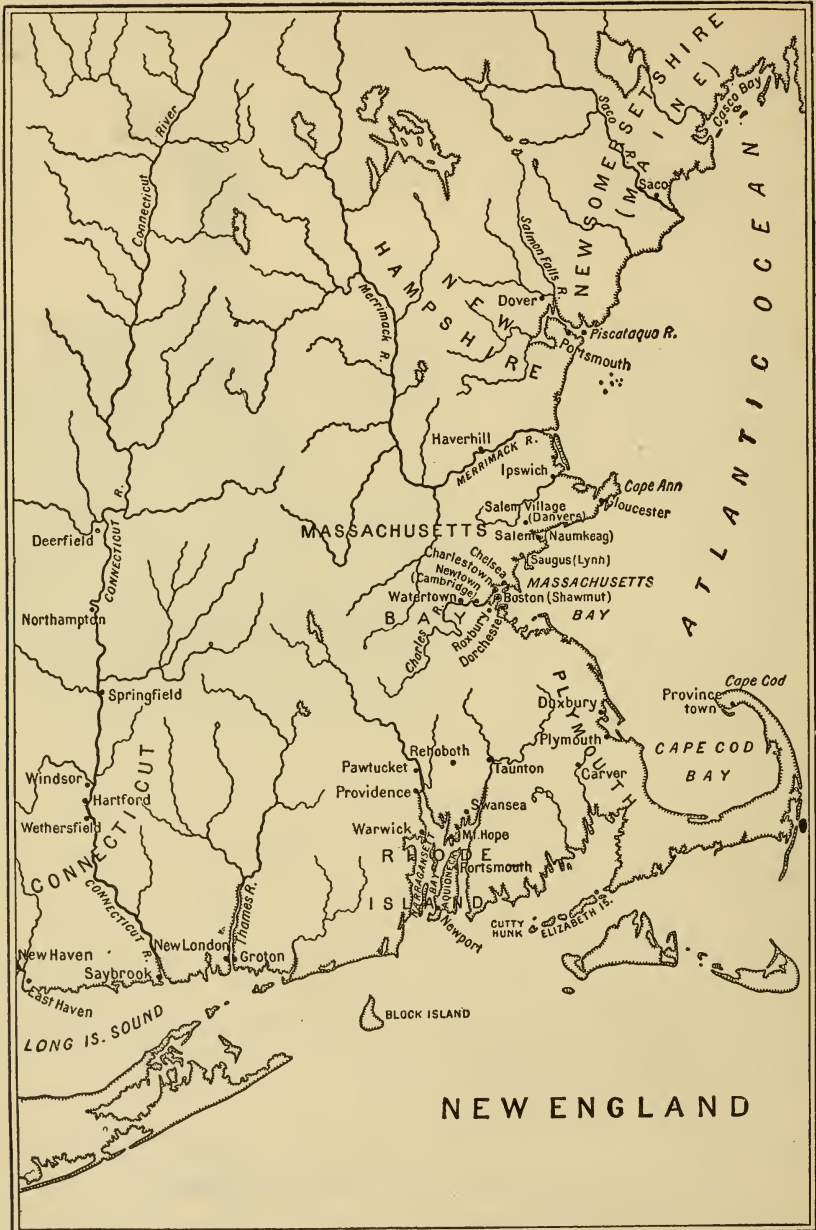 NEW SOMERSETSHIRE
(MAINE)
Casco Bay
Saco R.
Saco
River
Connecticut
ATLANTIC OCEAN
Salmon Falls R.
NEW
HAMPSHIRE
Merrimack R.
Dover
Piscataqua R.
Portsmouth
Haverhill
MERRIMACK R.
Ipswich
Cape Ann
Gloucester
Salem Village
(Danvers)
Salem (Naumkeag)
MASSACHUSETTS
Saugus (Lynn)
Chelsea
Charlestown
Newtown
(Cambridge)
Watertown
Boston (Shawmut)
MASSACHUSETTS
BAY
BAY
Roxbury
Dorchester
Charles R.
CONNECTICUT R.
Deerfield
Northampton
Springfield
PLYMOUTH
Duxbury
Plymouth
Carver
Cape Cod
Province
town
CAPE COD
BAY
Rehoboth
Pawtucket
Taunton
Providence
Swansea
Warwick
Mt. Hope
RHODE
ISLAND
NARRAGANSET
BAY
AQUIDNECK
Portsmouth
Newport
Windsor
Hartford
Wethersfield
CONNECTICUT
CONNECTICUT R.
Thames R.
New London
Groton
New Haven
Saybrook
East Haven
CUTTY
HUNK
ELIZABETH IS.
LONG IS. SOUND
BLOCK ISLAND
NEW ENGLAND